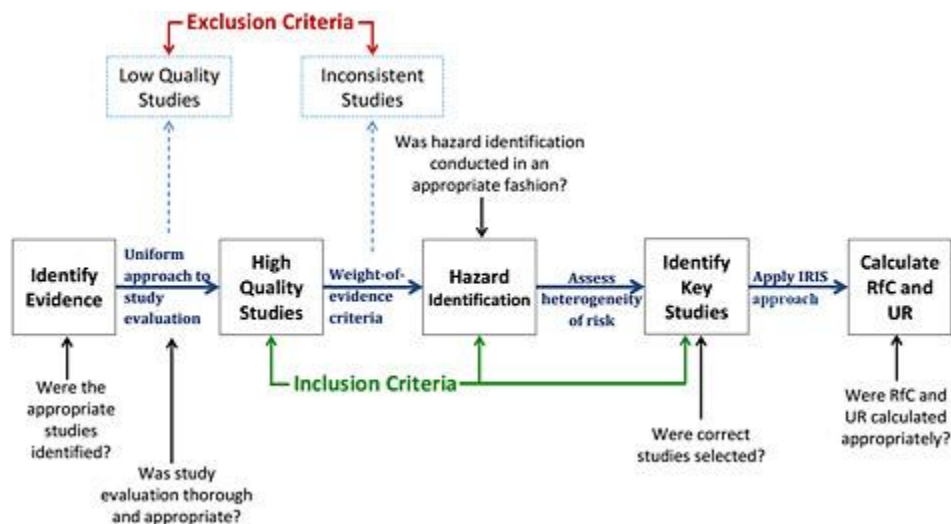 Exclusion Criteria
Low Quality
Studies
Inconsistent
Studies
Was hazard identification
conducted in an
appropriate fashion?
Identify
Evidence
Uniform
approach to
study
evaluation
High
Quality
Studies
Weight-of-
evidence
criteria
Hazard
Identification
Assess
heterogeneity
of risk
Identify
Key
Studies
Apply IRIS
approach
Calculate
RfC and
UR
Inclusion Criteria
Were the
appropriate
studies
identified?
Was study
evaluation thorough
and appropriate?
Were correct
studies selected?
Were RfC and
UR calculated
appropriately?